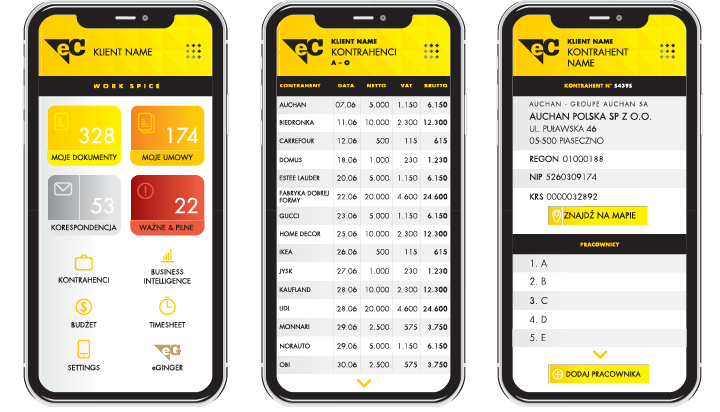 eC KLIENT NAME
WORK SPICE
328
MOJE DOKUMENTY
174
MOJE UMOWY
53
KORESPONDENCJA
22
WAŻNE & PILNE
KONTRAHENCI
BUSINESS
INTELLIGENCE
BUDŻET
TIMESHEET
SETTINGS
eG
eGINGER
eC
KLIENT NAME
KONTRAHENCI
A – O
KONTRAHENT DATA NETTO VAT BRUTTO
AUCHAN 07.06 5.000 1.150 6.150
BIEDRONKA 11.06 10.000 2.300 12.300
CARREFOUR 12.06 500 115 615
DOMUS 18.06 1.000 230 1.230
ESTEE LAUDER 20.06 5.000 1.150 6.150
FABRYKA DOBREJ
FORMY 22.06 20.000 4.600 24.600
GUCCI 23.06 5.000 1.150 6.150
HOME DECOR 25.06 10.000 2.300 12.300
IKEA 26.06 500 115 615
JYSK 27.06 1.000 230 1.230
KAUFLAND 28.06 10.000 2.300 12.300
LIDL 28.06 20.000 4.600 24.600
MONNARI 29.06 2.500 575 3.750
NORAUTO 29.06 5.000 1.150 6.150
OBI 30.06 2.500 575 3.750
eC
KLIENT NAME
KONTRAHENT
NAME
KONTRAHENT N° 54395
AUCHAN - GROUPE AUCHAN SA
AUCHAN POLSKA SP Z O.O.
UL. PUŁAWSKA 46
05-500 PIASECZNO
REGON 01000188
NIP 5260309174
KRS 0000032892
ZNAJDŹ NA MAPIE
PRACOWNICY
1. A
2. B
3. C
4. D
5. E
DODAJ PRACOWNIKA